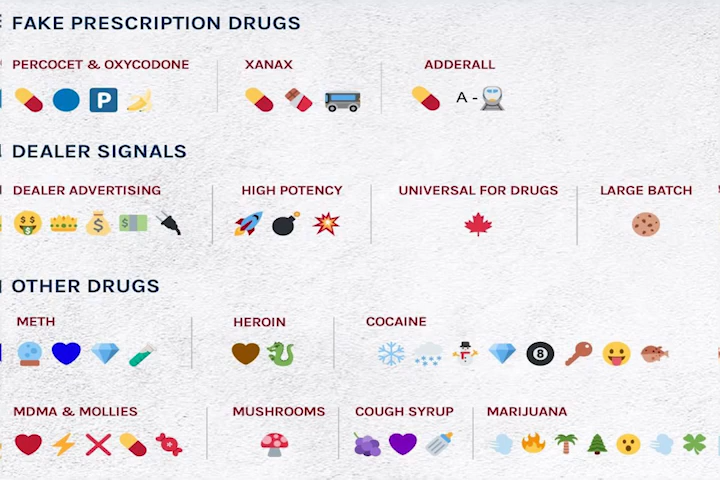 FAKE PRESCRIPTION DRUGS
PERCOCET & OXYCODONE XANAX ADDERALL
P A -
DEALER SIGNALS
DEALER ADVERTISING HIGH POTENCY UNIVERSAL FOR DRUGS LARGE BATCH
OTHER DRUGS
METH HEROIN COCAINE
8
MDMA & MOLLIES MUSHROOMS COUGH SYRUP MARIJUANA